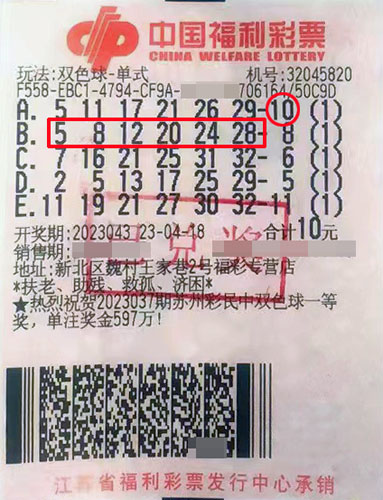 中国福利彩票
CHINA WELFARE LOTTERY
玩法:双色球-单式 机号:32045820
F558-EBC1-4794-CF9A- 706164/50C9D
A. 5 11 17 21 26 29-10 (1)
B. 5 8 12 20 24 28- 8 (1)
C. 7 16 21 25 31 32- 6 (1)
D. 2 5 13 17 25 29- 5 (1)
E. 11 19 21 27 30 32-11 (1)
开奖期:2023043 23-04-18 合计10元
销售期:
已兑奖
地址:新北区魏村王家巷2号福彩专营店
*扶老、助残、救孤、济困*
★热烈祝贺2023037期苏州彩民中双色球一等
奖，单注奖金597万!
江苏省福利彩票发行中心承销